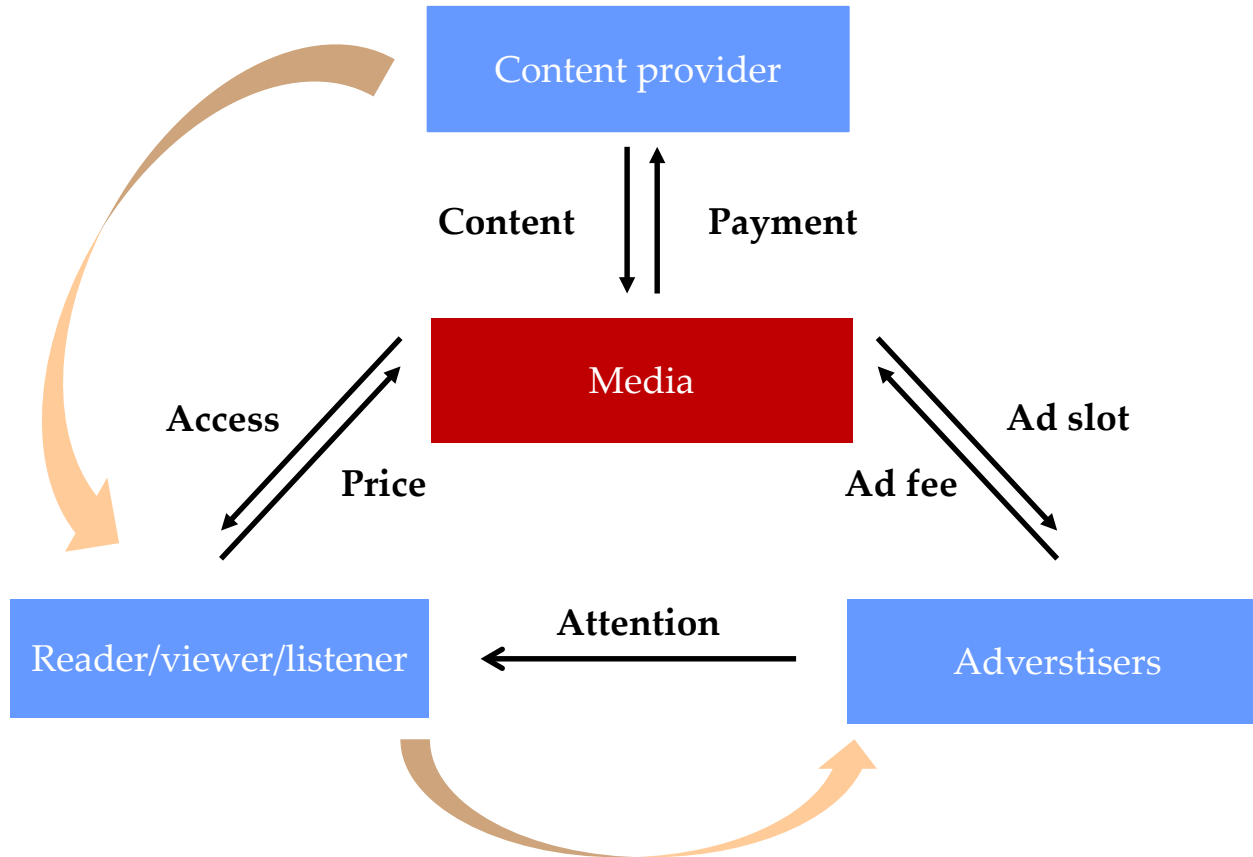 Content provider
Content
Payment
Media
Access
Price
Ad slot
Ad fee
Attention
Reader/viewer/listener
Adverstisers